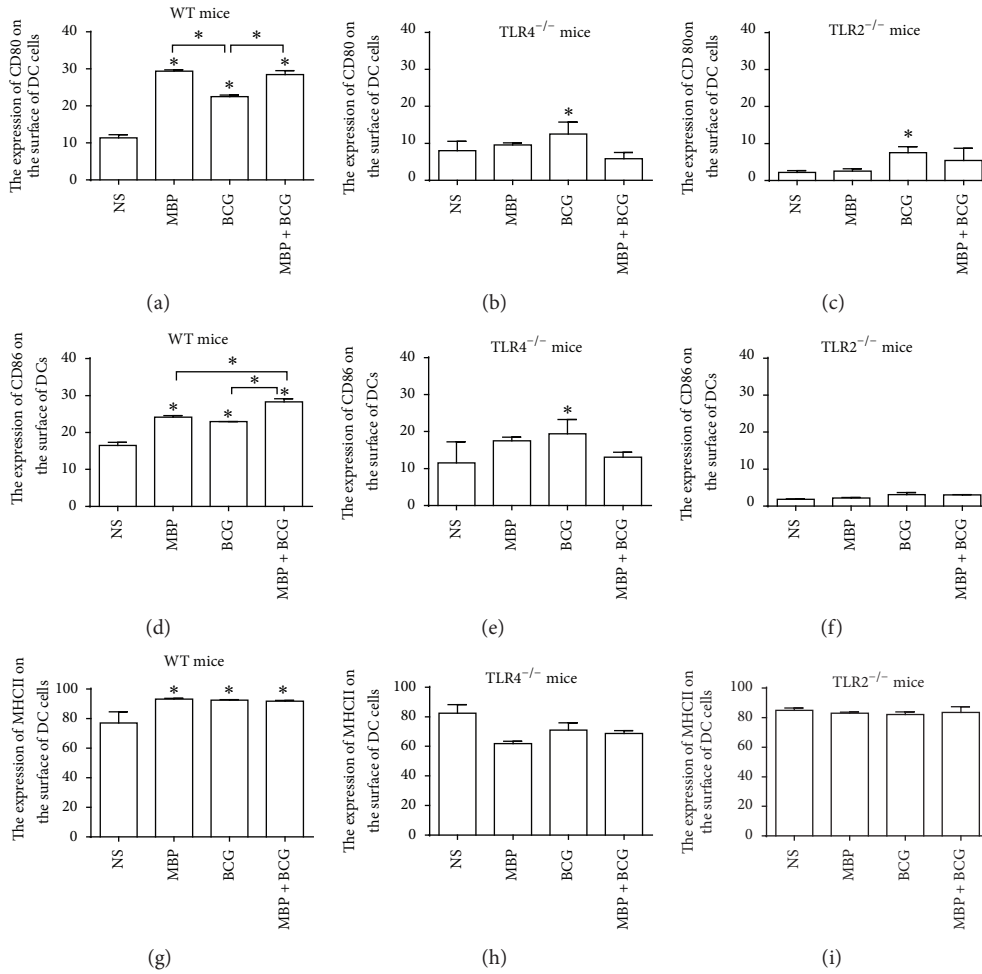 WT mice
The expression of CD80 on
the surface of DC cells
40
30
20
10
0
*
*
*
*
*
NS
MBP
BCG
MBP + BCG
(a)
TLR4−/− mice
The expression of CD80 on
the surface of DC cells
40
30
20
10
0
*
NS
MBP
BCG
MBP + BCG
(b)
TLR2−/− mice
The expression of CD 80on
the surface of DC cells
40
30
20
10
0
*
NS
MBP
BCG
MBP + BCG
(c)
WT mice
The expression of CD86 on
the surface of DCs
40
30
20
10
0
*
*
*
*
*
NS
MBP
BCG
MBP + BCG
(d)
TLR4−/− mice
The expression of CD86 on
the surface of DCs
40
30
20
10
0
*
NS
MBP
BCG
MBP + BCG
(e)
TLR2−/− mice
The expression of CD86 on
the surface of DCs
40
30
20
10
0
NS
MBP
BCG
MBP + BCG
(f)
WT mice
The expression of MHCII on
the surface of DC cells
100
80
60
40
20
0
*
*
*
NS
MBP
BCG
MBP + BCG
(g)
TLR4−/− mice
The expression of MHCII on
the surface of DC cells
100
80
60
40
20
0
NS
MBP
BCG
MBP + BCG
(h)
TLR2−/− mice
The expression of MHCII on
the surface of DC cells
100
80
60
40
20
0
NS
MBP
BCG
MBP + BCG
(i)